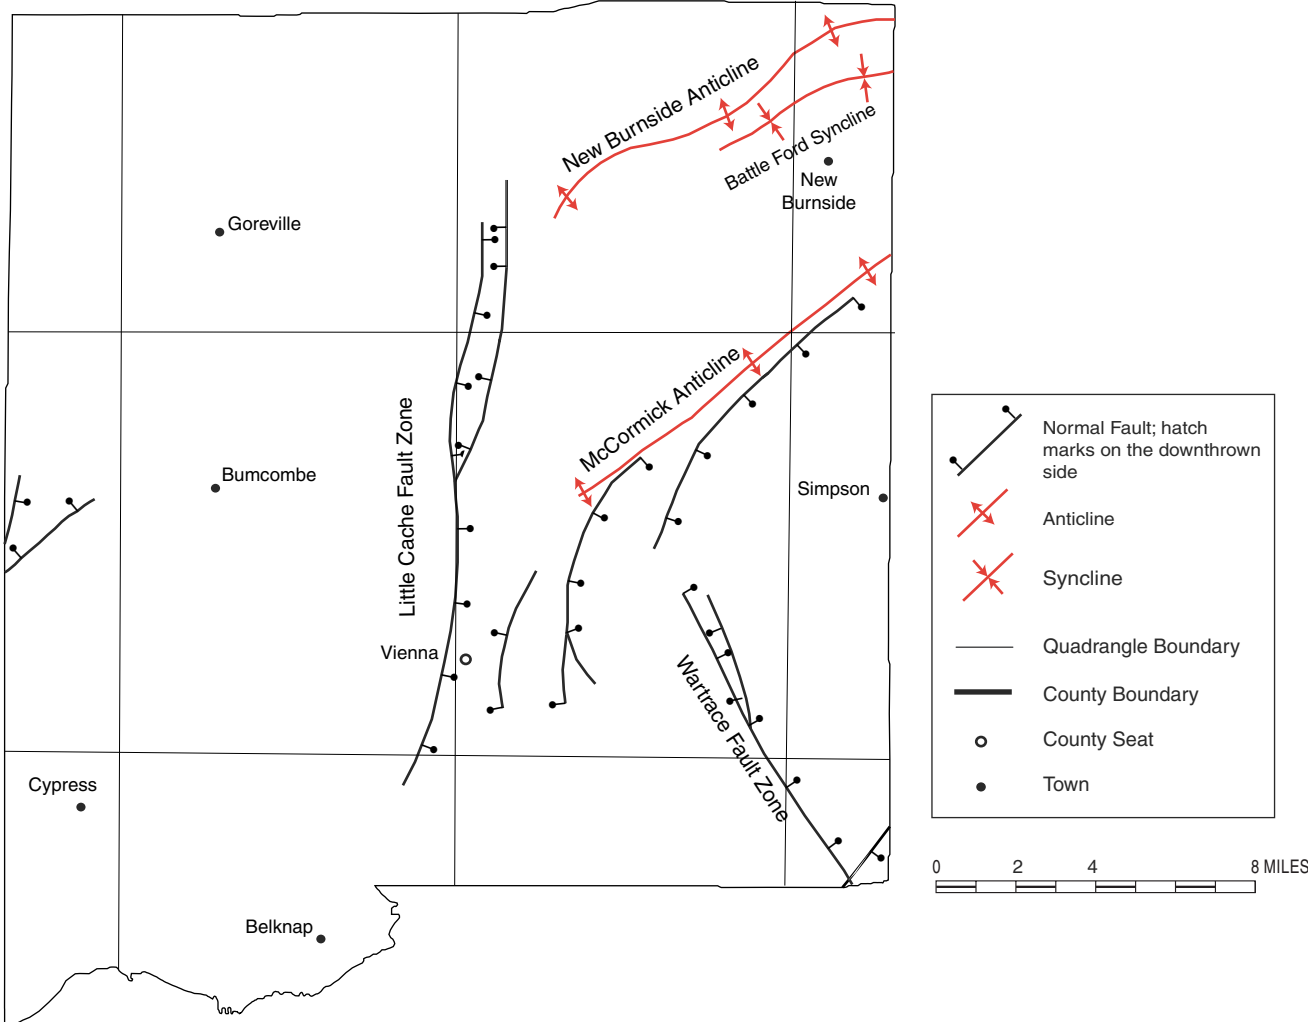 New Burnside Anticline
Battle Ford Syncline
New
Burnside
Goreville
McCormick Anticline
Little Cache Fault Zone
Bumcombe
Simpson
Vienna
Wartrace Fault Zone
Cypress
Belknap
Normal Fault; hatch
marks on the downthrown
side
Anticline
Syncline
Quadrangle Boundary
County Boundary
County Seat
Town
0 2 4 8 MILES